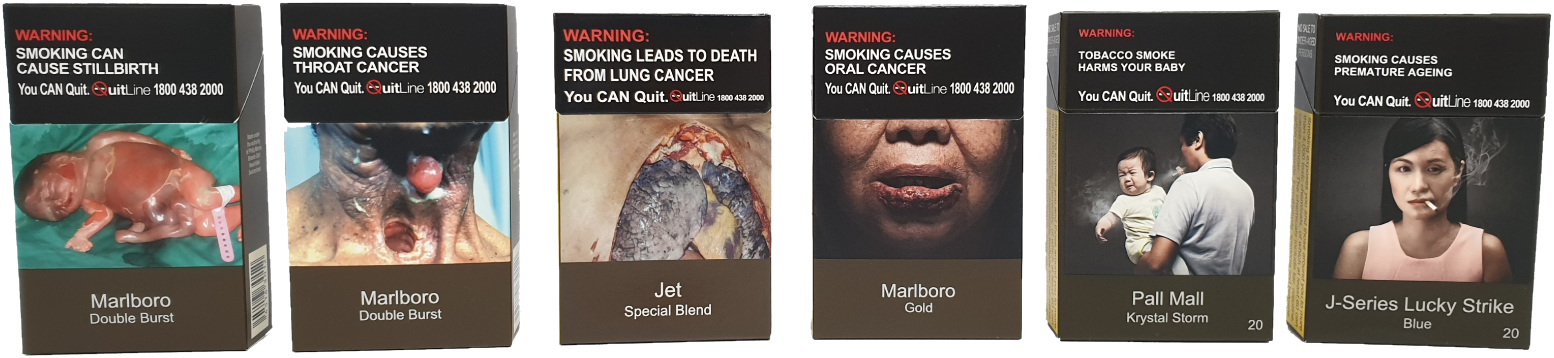 WARNING:
SMOKING CAN
CAUSE STILLBIRTH
You CAN Quit. QuitLine 1800 438 2000
Marlboro
Double Burst
WARNING:
SMOKING CAUSES
THROAT CANCER
You CAN Quit. QuitLine 1800 438 2000
Marlboro
Double Burst
WARNING:
SMOKING LEADS TO DEATH
FROM LUNG CANCER
You CAN Quit. QuitLine 1800 438 2000
Jet
Special Blend
WARNING:
SMOKING CAUSES
ORAL CANCER
You CAN Quit. QuitLine 1800 438 2000
Marlboro
Gold
WARNING:
TOBACCO SMOKE
HARMS YOUR BABY
You CAN Quit. QuitLine 1800 438 2000
Pall Mall
Krystal Storm
20
WARNING:
SMOKING CAUSES
PREMATURE AGEING
You CAN Quit. QuitLine 1800 438 2000
J-Series Lucky Strike
Blue
20